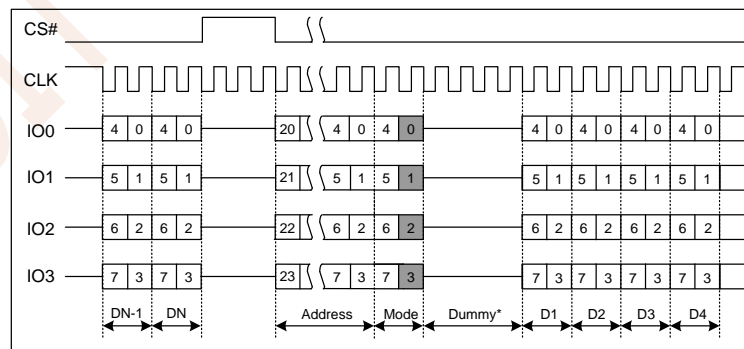 CS#
CLK
IO0 4 0 4 0 20 4 0 4 0 4 0 4 0 4 0 4 0
IO1 5 1 5 1 21 5 1 5 1 5 1 5 1 5 1 5 1
IO2 6 2 6 2 22 6 2 6 2 6 2 6 2 6 2 6 2
IO3 7 3 7 3 23 7 3 7 3 7 3 7 3 7 3 7 3
DN-1 DN Address Mode Dummy* D1 D2 D3 D4